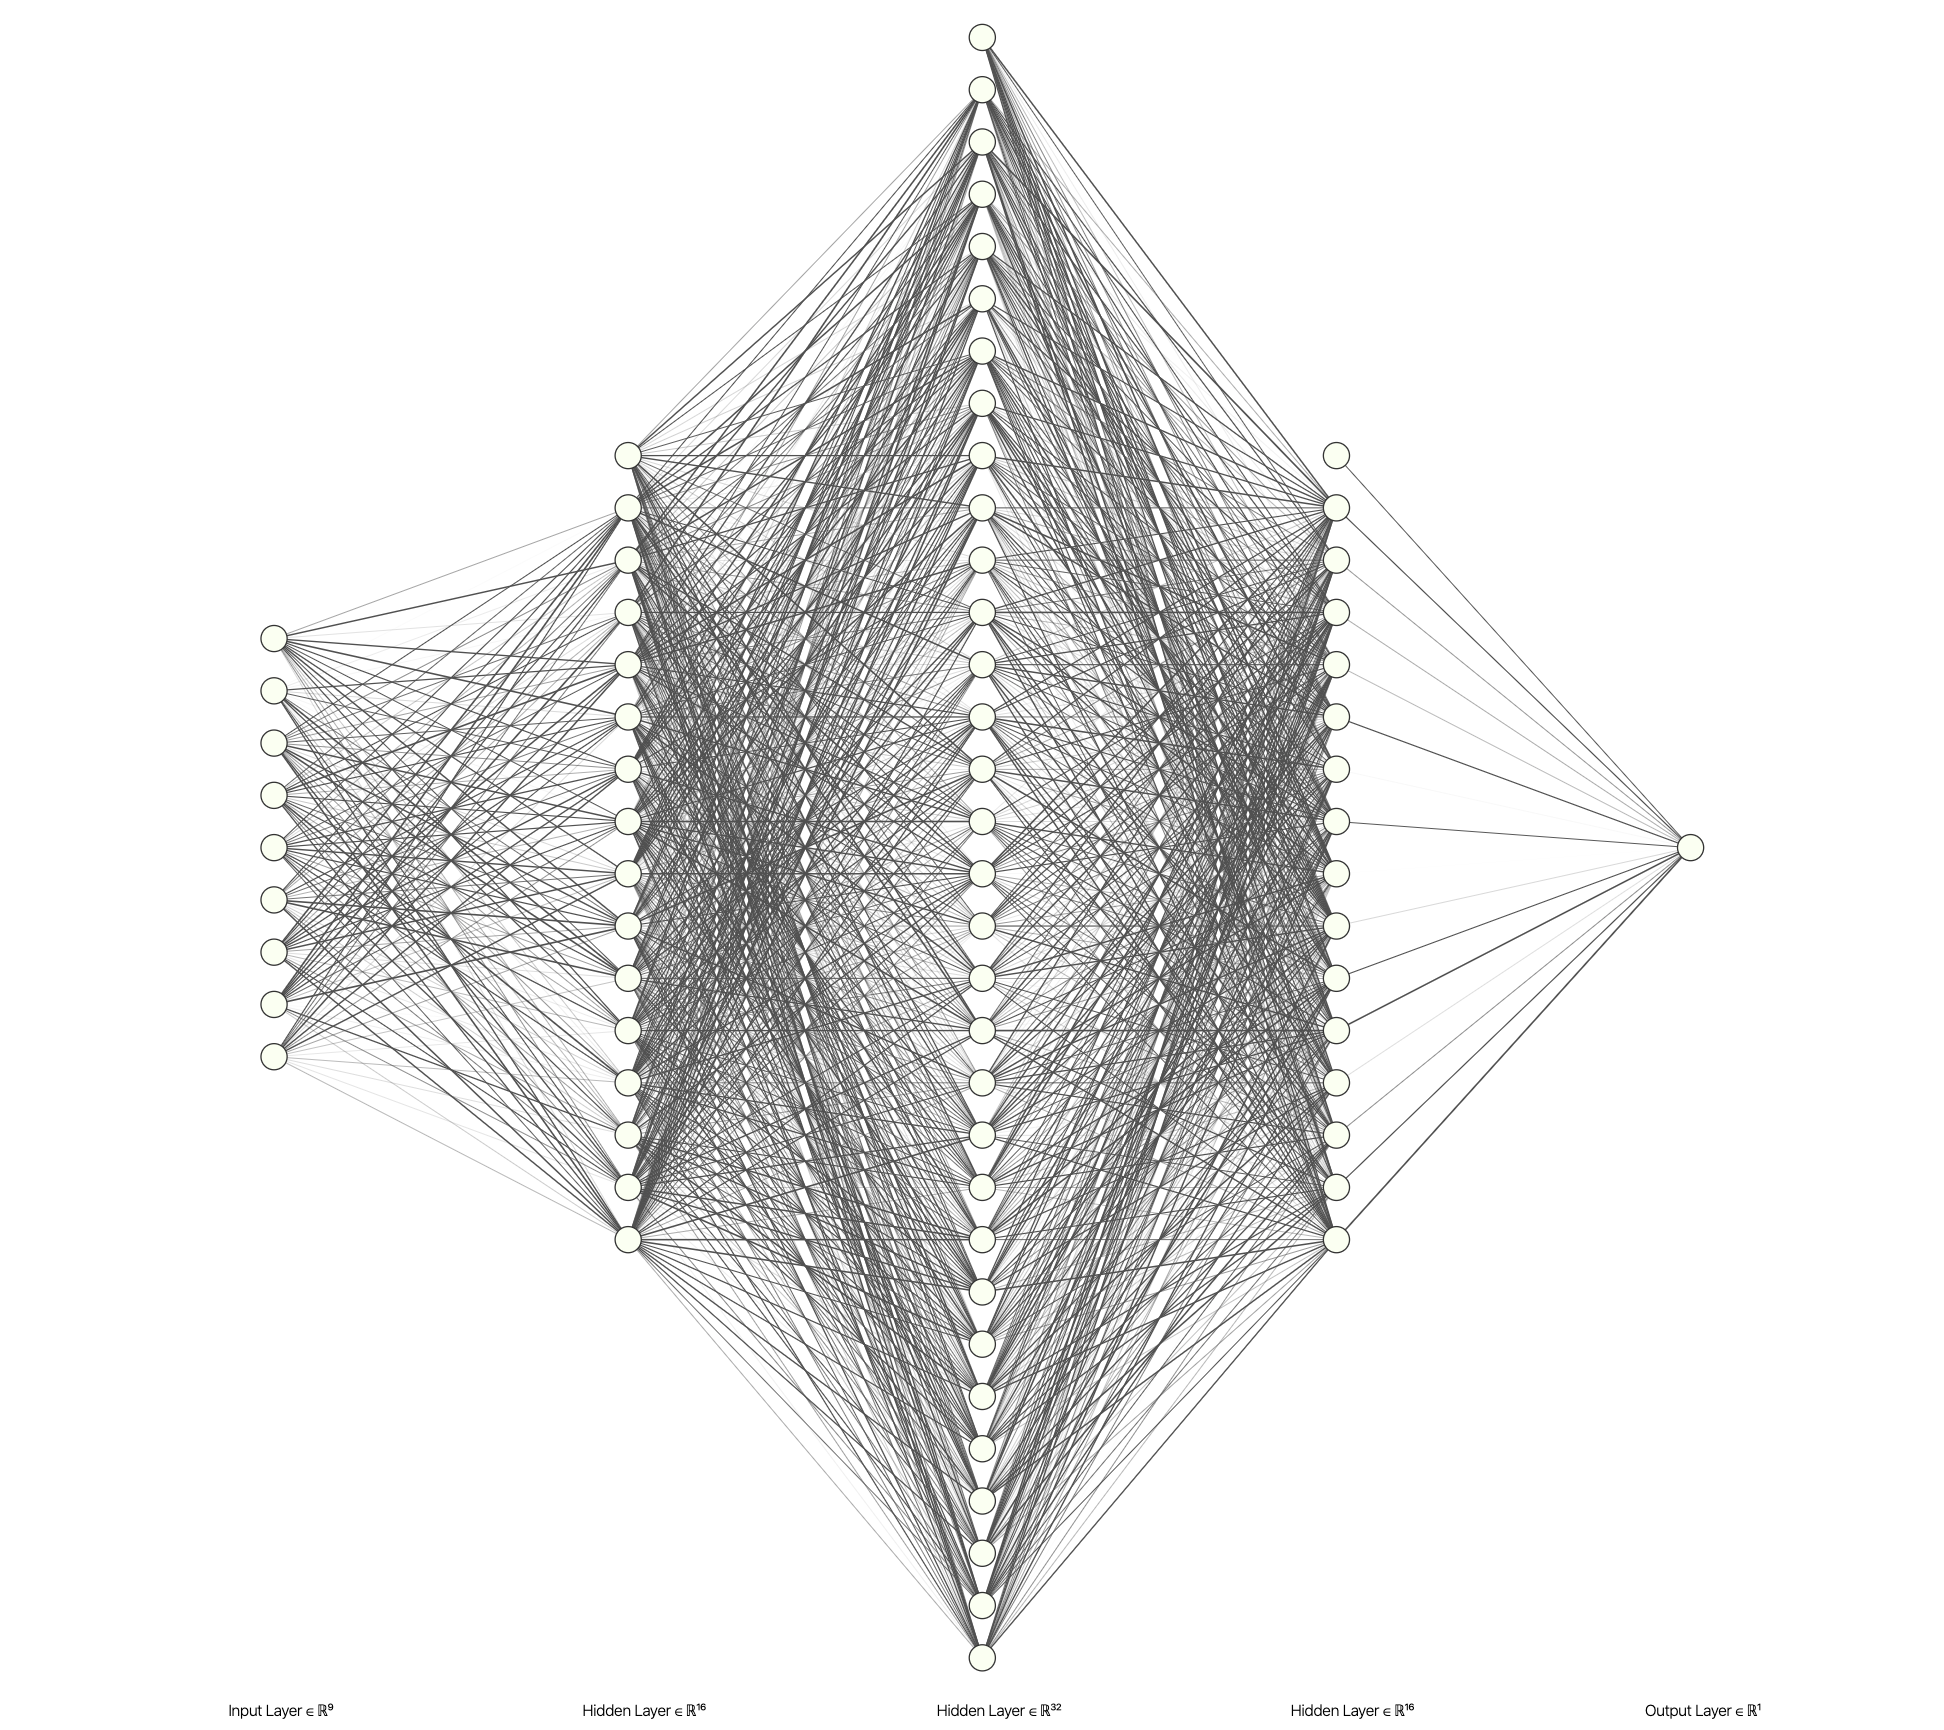 Input Layer ∈ ℝ⁹
Hidden Layer ∈ ℝ¹⁶
Hidden Layer ∈ ℝ³²
Hidden Layer ∈ ℝ¹⁶
Output Layer ∈ ℝ¹